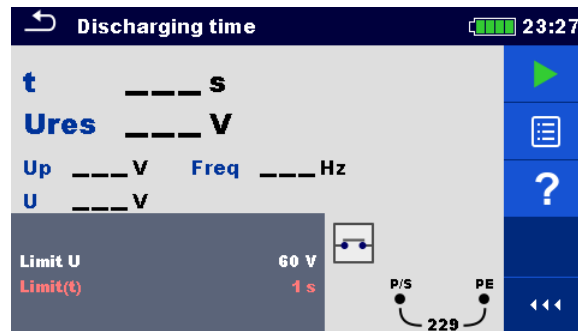 Discharging time 23:27
t ___ s
Ures ___ V
Up ___ V Freq ___ Hz
U ___ V
?
Limit U 60 V
Limit(t) 1 s
P/S PE
229